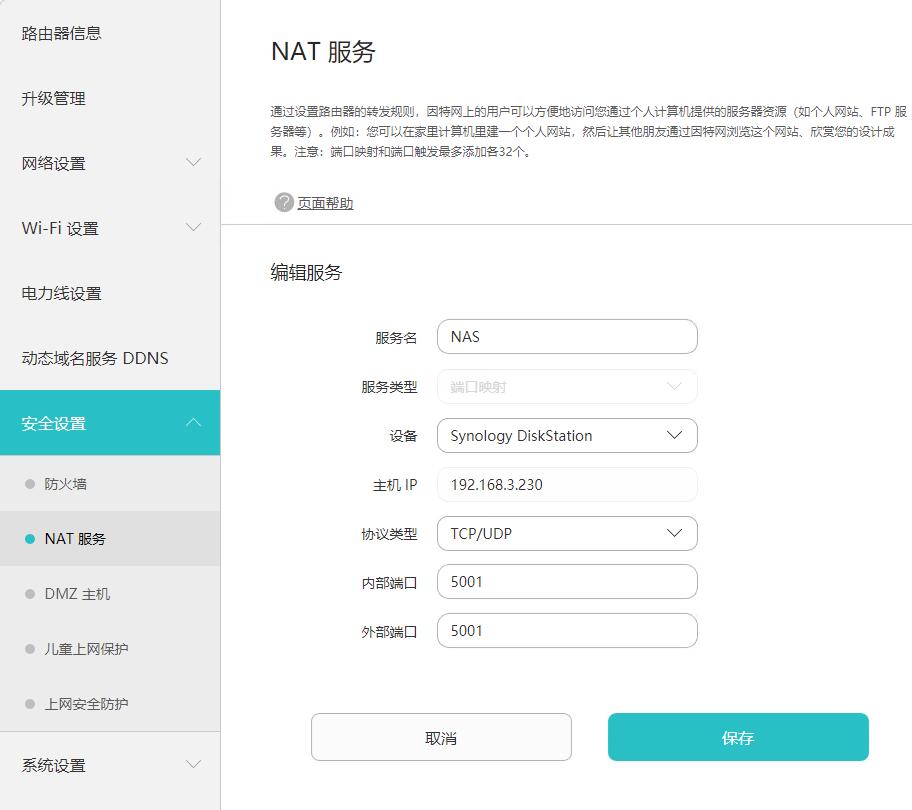 路由器信息
升级管理
网络设置
Wi-Fi 设置
电力线设置
动态域名服务 DDNS
安全设置
防火墙
NAT 服务
DMZ 主机
儿童上网保护
上网安全防护
系统设置
NAT 服务
通过设置路由器的转发规则，因特网上的用户可以方便地访问您通过个人计算机提供的服务器资源（如个人网站、FTP 服
务器等）。例如：您可以在家里计算机里建一个个人网站，然后让其他朋友通过因特网浏览这个网站、欣赏您的设计成
果。注意：端口映射和端口触发最多添加各32个。
? 页面帮助
编辑服务
服务名 NAS
服务类型 端口映射
设备 Synology DiskStation
主机 IP 192.168.3.230
协议类型 TCP/UDP
内部端口 5001
外部端口 5001
取消 保存